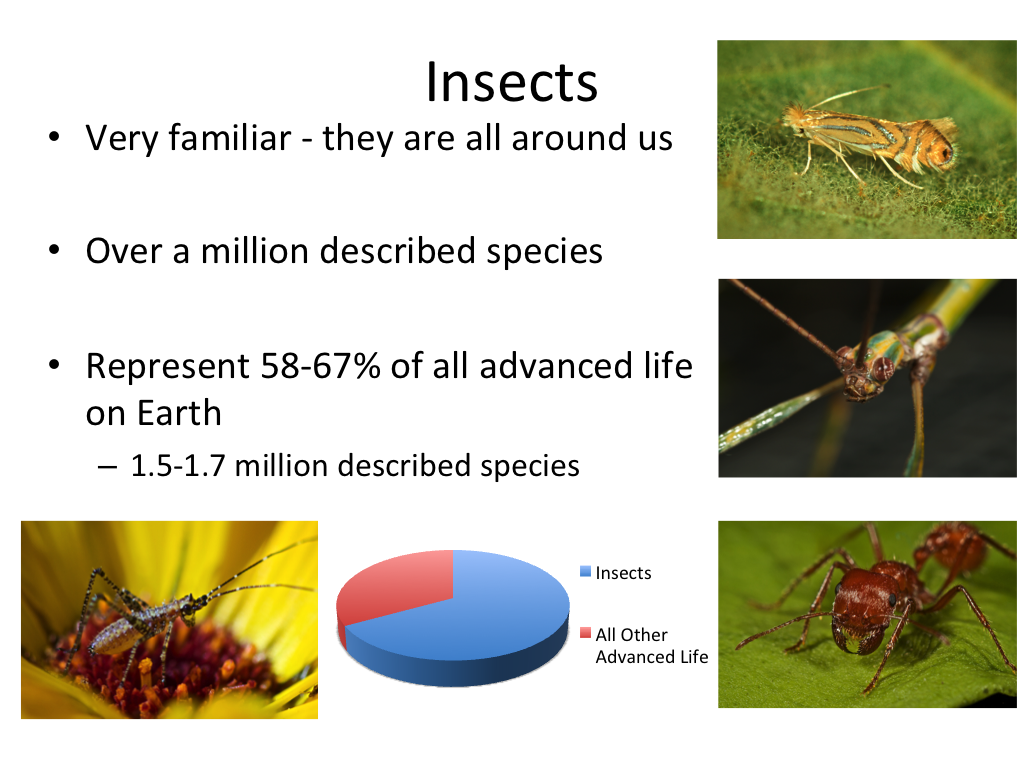 Insects
• Very familiar - they are all around us
• Over a million described species
• Represent 58-67% of all advanced life
on Earth
– 1.5-1.7 million described species
Insects
All Other
Advanced Life